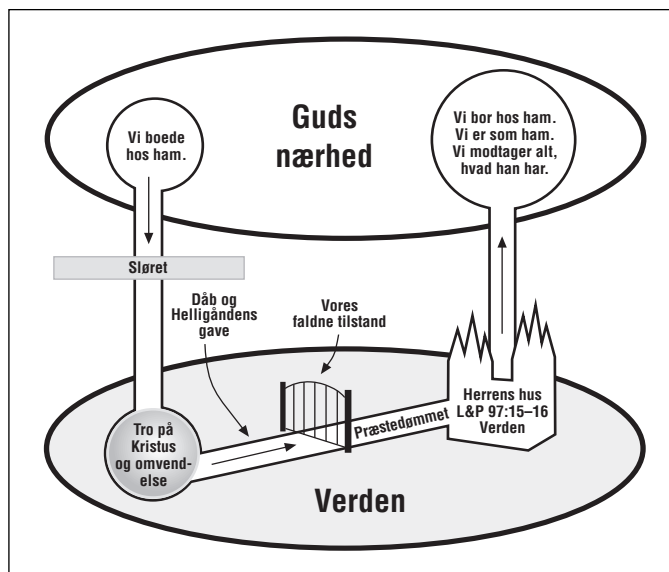 Guds
nærhed
Vi boede
hos ham.
Vi bor hos ham.
Vi er som ham.
Vi modtager alt,
hvad han har.
Sløret
Dåb og
Helligåndens
gave
Vores
faldne tilstand
Tro på
Kristus
og omvend-
else
Præstedømmet
Herrens hus
L&P 97:15–16
Verden
Verden